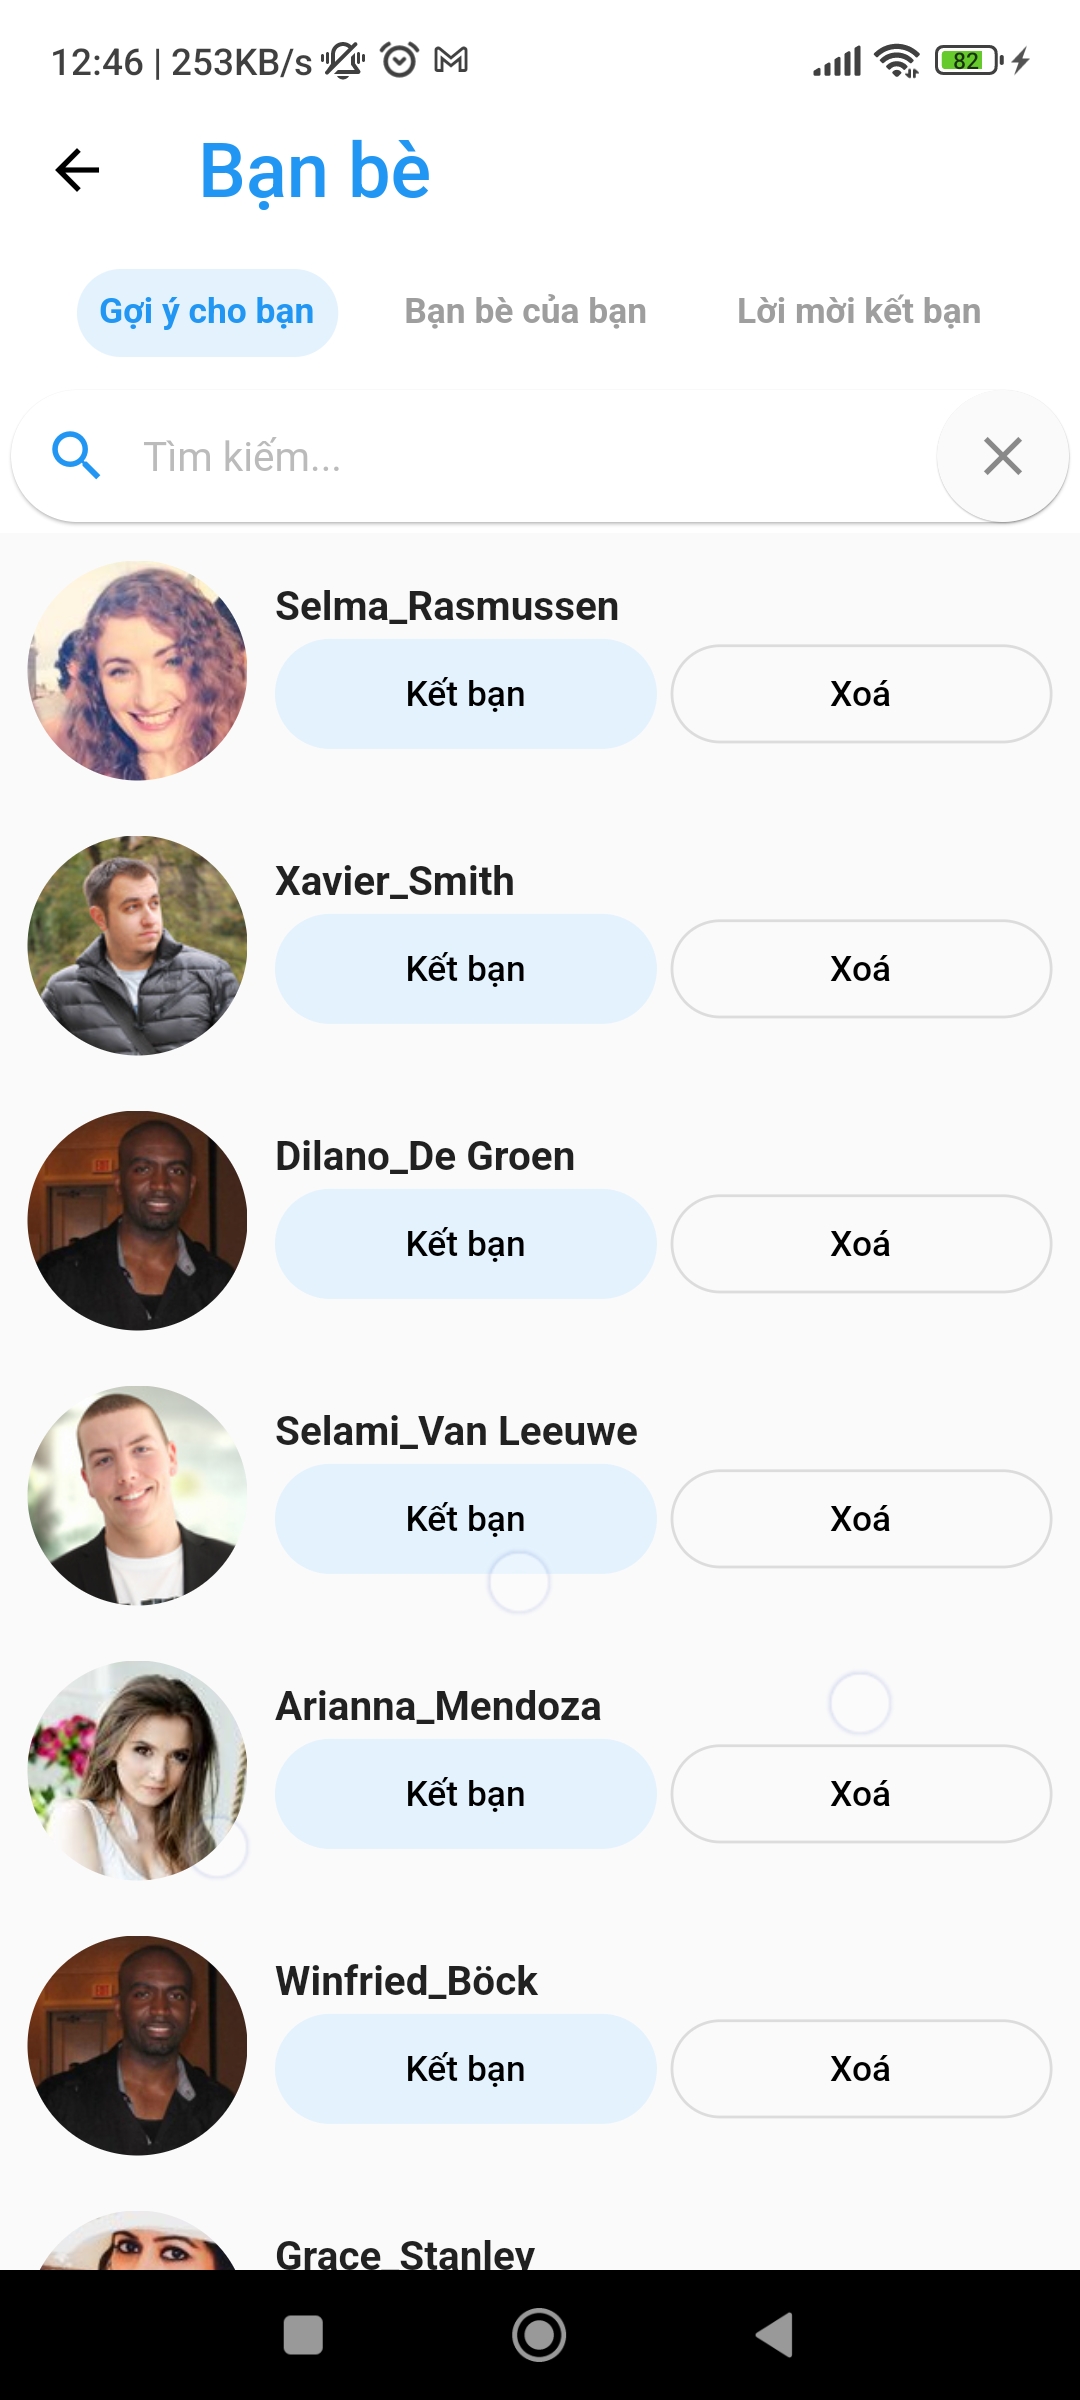 12:46 | 253KB/s
82
Bạn bè
Gợi ý cho bạn
Bạn bè của bạn
Lời mời kết bạn
Tìm kiếm...
Selma_Rasmussen
Kết bạn
Xoá
Xavier_Smith
Kết bạn
Xoá
Dilano_De Groen
Kết bạn
Xoá
Selami_Van Leeuwe
Kết bạn
Xoá
Arianna_Mendoza
Kết bạn
Xoá
Winfried_Böck
Kết bạn
Xoá
Grace_Stanley